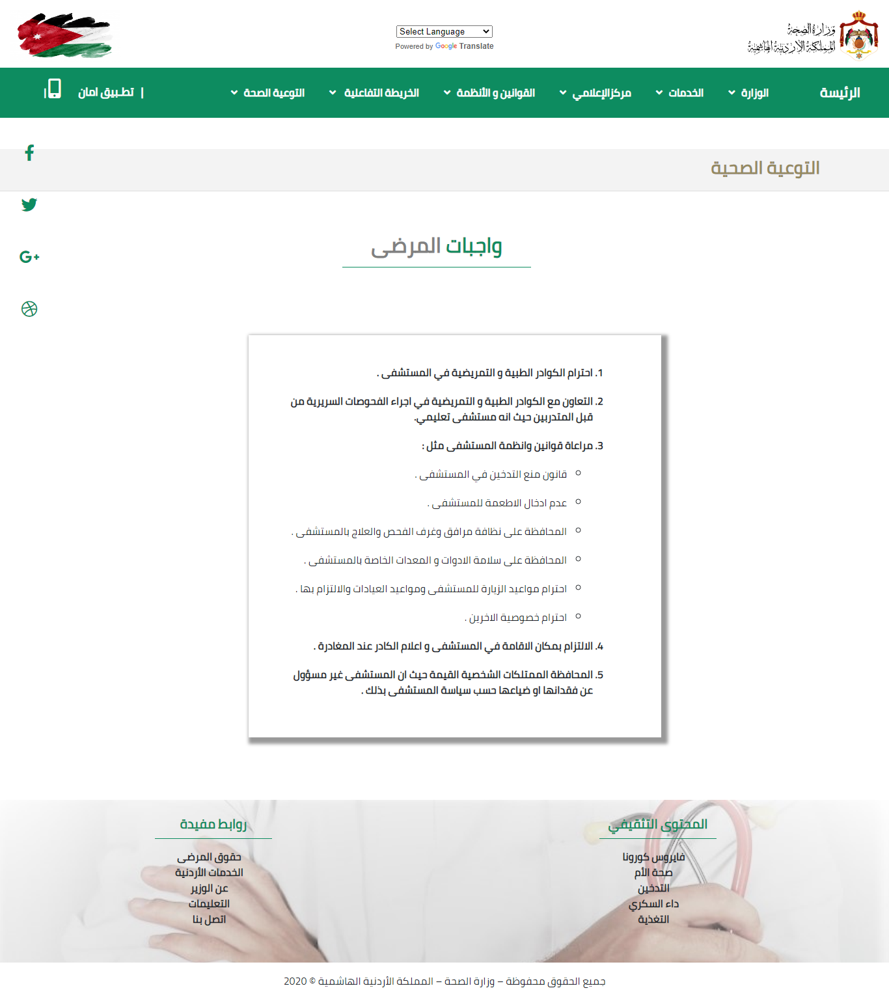 وزارة الصحة
المملكة الأردنية الهاشمية
Select Language
Powered by Google Translate
الرئيسة
الوزارة
الخدمات
مركزالإعلامي
القوانين و الأنظمة
الخريطة التفاعلية
التوعية الصحة
| تطـبيق امان |
التوعية الصحية
واجبات المرضى
1. احترام الكوادر الطبية و التمريضية في المستشفى .
2. التعاون مع الكوادر الطبية و التمريضية في اجراء الفحوصات السريرية من
قبل المتدربين حيث انه مستشفى تعليمي.
3. مراعاة قوانين وانظمة المستشفى مثل :
قانون منع التدخين في المستشفى .
عدم ادخال الاطعمة للمستشفى .
المحافظة على نظافة مرافق وغرف الفحص والعلاج بالمستشفى .
المحافظة على سلامة الادوات و المعدات الخاصة بالمستشفى .
احترام مواعيد الزيارة للمستشفى ومواعيد العيادات والالتزام بها .
احترام خصوصية الاخرين .
4. الالتزام بمكان الاقامة في المستشفى و اعلام الكادر عند المغادرة .
5. المحافظة الممتلكات الشخصية القيمة حيث ان المستشفى غير مسؤول
عن فقدانها او ضياعها حسب سياسة المستشفى بذلك .
المحتوى التثقيفي
فايروس كورونا
صحة الأم
التدخين
داء السكري
التغذية
روابط مفيدة
حقوق المرضى
الخدمات الأردنية
عن الوزير
التعليمات
اتصل بنا
جميع الحقوق محفوظة – وزارة الصحة – المملكة الأردنية الهاشمية © 2020